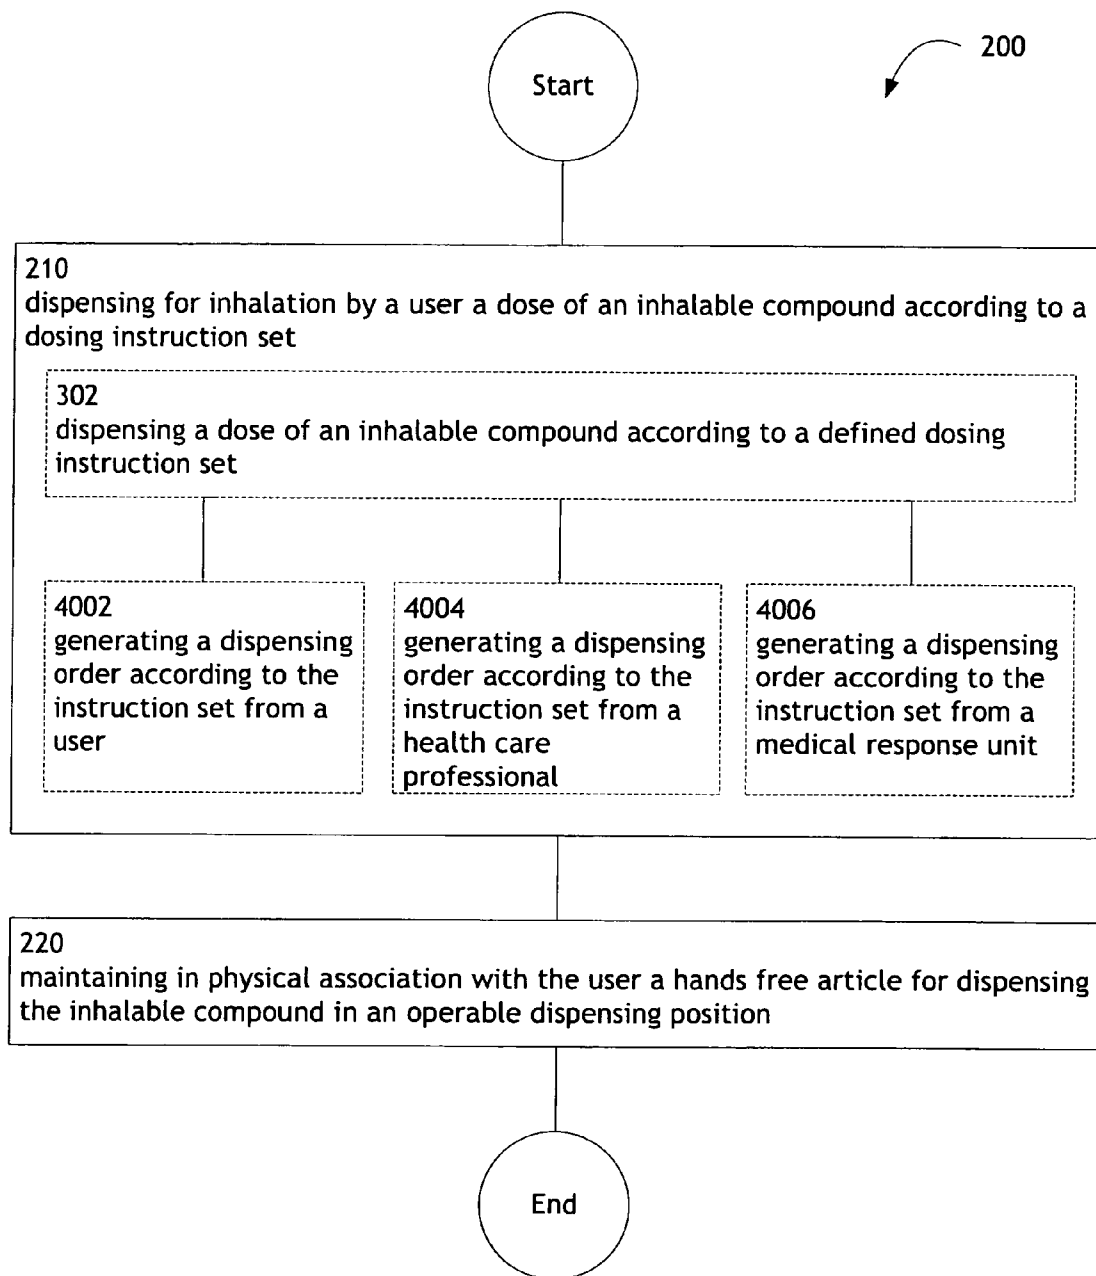 Start
200
210
dispensing for inhalation by a user a dose of an inhalable compound according to a
dosing instruction set
302
dispensing a dose of an inhalable compound according to a defined dosing
instruction set
4002
generating a dispensing
order according to the
instruction set from a
user
4004
generating a dispensing
order according to the
instruction set from a
health care
professional
4006
generating a dispensing
order according to the
instruction set from a
medical response unit
220
maintaining in physical association with the user a hands free article for dispensing
the inhalable compound in an operable dispensing position
End